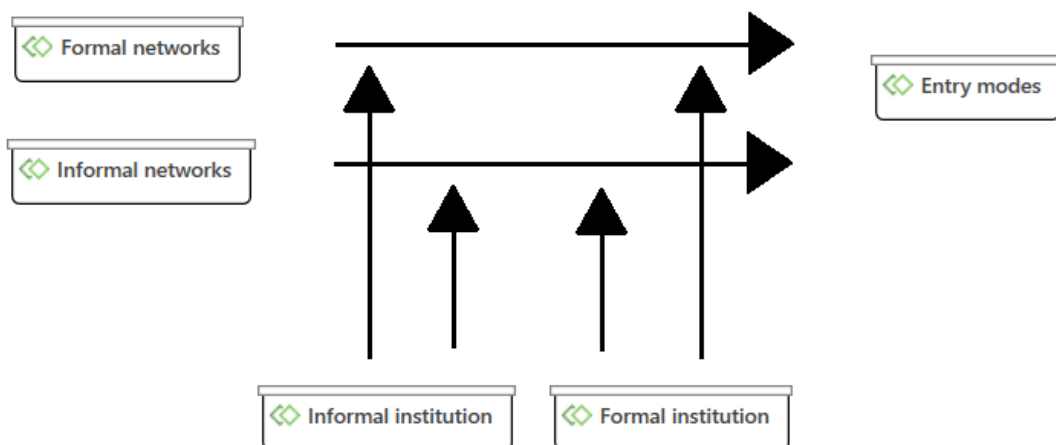 Formal networks
Entry modes
Informal networks
Informal institution
Formal institution